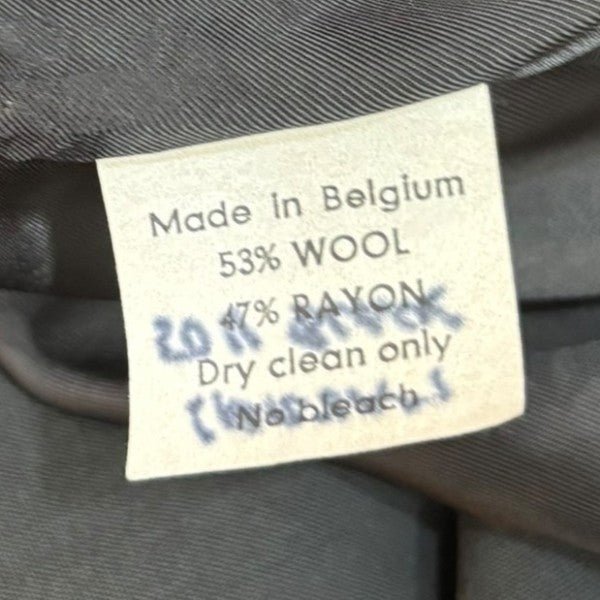 Made in Belgium
53% WOOL
47% RAYON
Dry clean only
No bleach